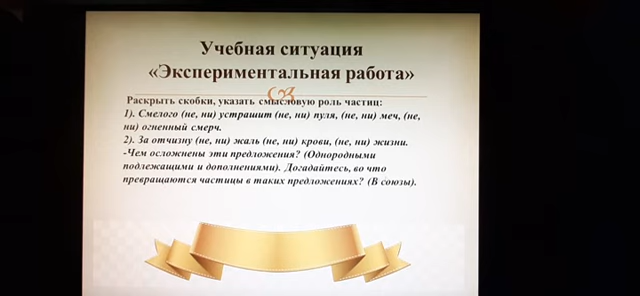 Учебная ситуация
«Экспериментальная работа»
Раскрыть скобки, указать смысловую роль частиц:
1). Смелого (не, ни) устрашит (не, ни) пуля, (не, ни) меч, (не,
ни) огненный смерч.
2). За отчизну (не, ни) жаль (не, ни) крови, (не, ни) жизни.
-Чем осложнены эти предложения? (Однородными
подлежащими и дополнениями). Догадайтесь, во что
превращаются частицы в таких предложениях? (В союзы).